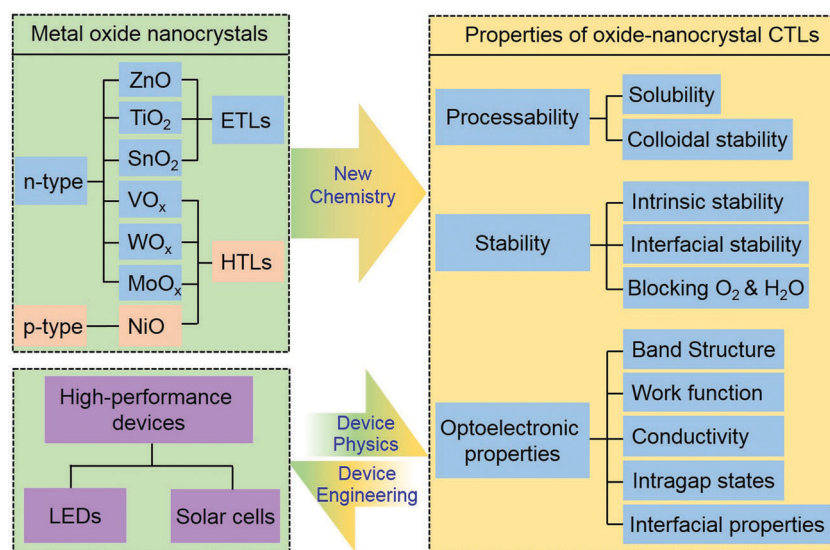 Metal oxide nanocrystals
n-type
ZnO
TiO₂
SnO₂
VOₓ
WOₓ
MoOₓ
ETLs
HTLs
p-type
NiO
New
Chemistry
High-performance
devices
LEDs
Solar cells
Device
Physics
Device
Engineering
Properties of oxide-nanocrystal CTLs
Processability
Solubility
Colloidal stability
Stability
Intrinsic stability
Interfacial stability
Blocking O₂ & H₂O
Optoelectronic
properties
Band Structure
Work function
Conductivity
Intragap states
Interfacial properties